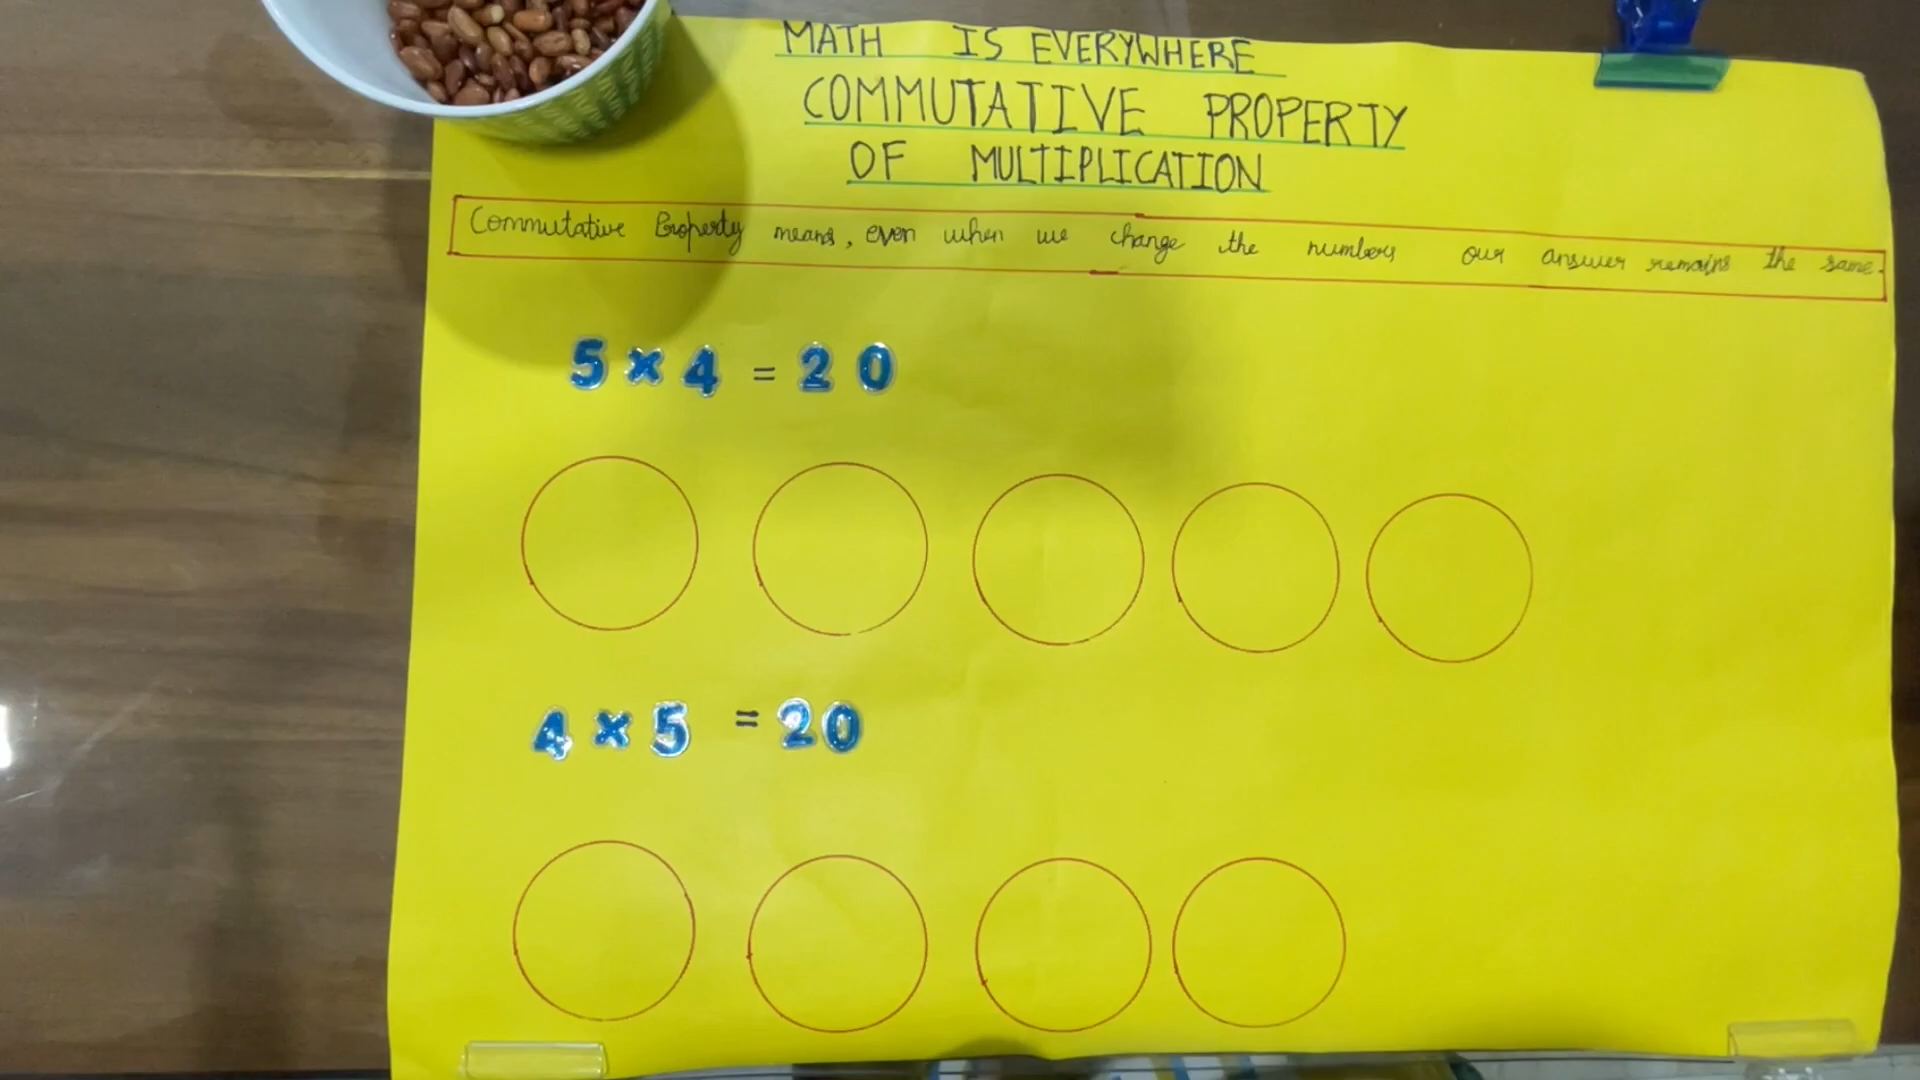 MATH IS EVERYWHERE
COMMUTATIVE PROPERTY
OF MULTIPLICATION
Commutative Property means, even when we change the numbers our answer remains the same.
5 × 4 = 20
4 × 5 = 20